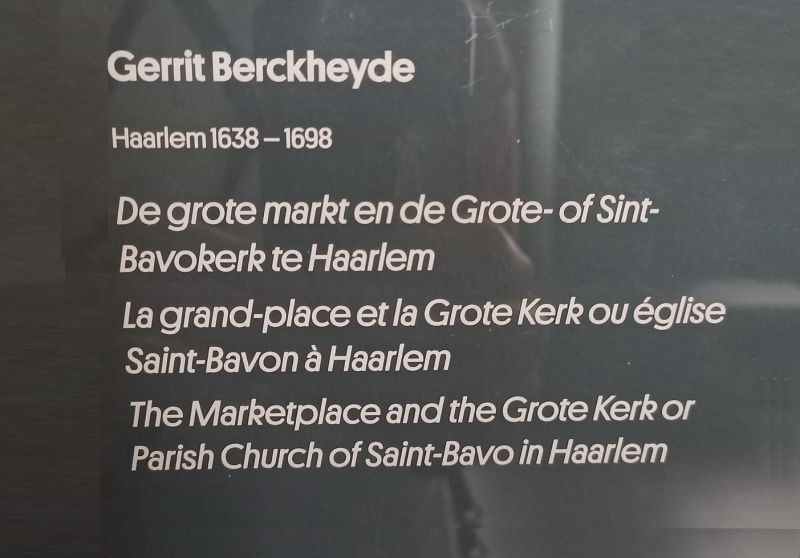 Gerrit Berckheyde
Haarlem 1638 – 1698
De grote markt en de Grote- of Sint-
Bavokerk te Haarlem
La grand-place et la Grote Kerk ou église
Saint-Bavon à Haarlem
The Marketplace and the Grote Kerk or
Parish Church of Saint-Bavo in Haarlem